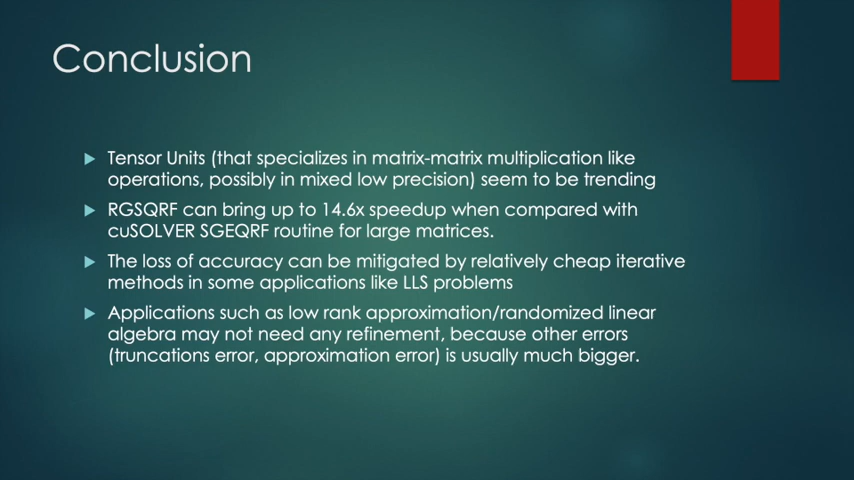 Conclusion
Tensor Units (that specializes in matrix-matrix multiplication like
operations, possibly in mixed low precision) seem to be trending
RGSQRF can bring up to 14.6x speedup when compared with
cuSOLVER SGEQRF routine for large matrices.
The loss of accuracy can be mitigated by relatively cheap iterative
methods in some applications like LLS problems
Applications such as low rank approximation/randomized linear
algebra may not need any refinement, because other errors
(truncations error, approximation error) is usually much bigger.